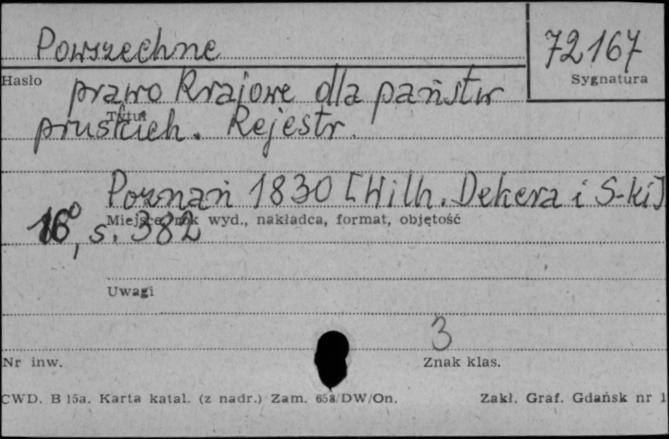 Powszechne
72167
Hasło
Sygnatura
prawo Krajowe dla państw
Tytuł
pruskich. Rejestr.
Poznań 1830 [Wilh. Dekera i S-ki]
Miejsce, rok wyd., nakładca, format, objętość
16°, s. 382
Uwagi
3
Nr inw.
Znak klas.
CWD. B 15a. Karta katal. (z nadr.) Zam. 658/DW/On.
Zakł. Graf. Gdańsk nr 1